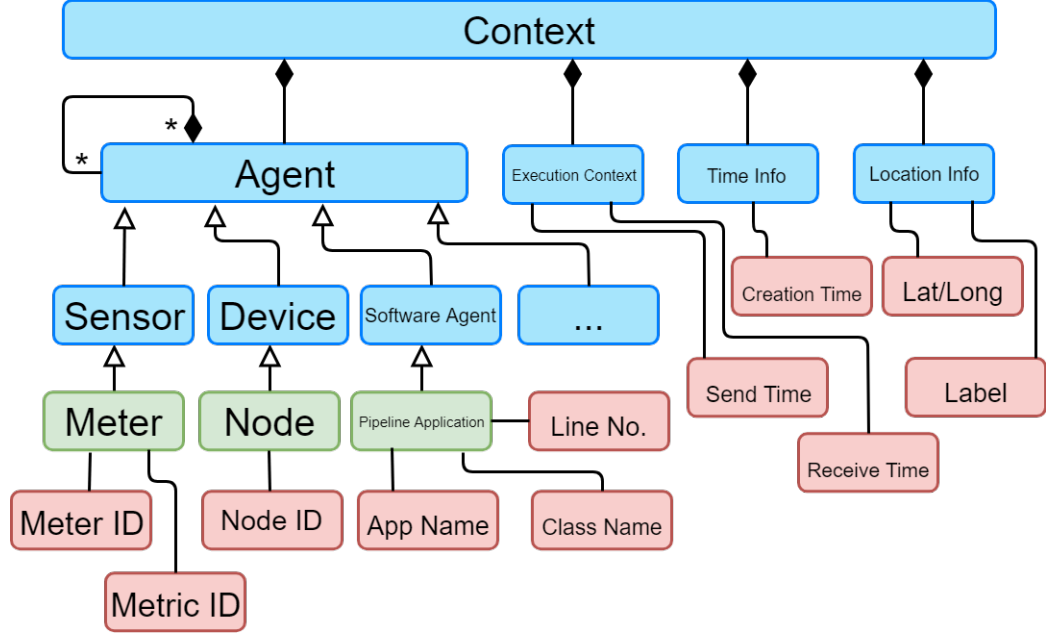 Context
*
*
Agent
Execution Context
Time Info
Location Info
Sensor
Device
Software Agent
...
Creation Time
Lat/Long
Meter
Node
Pipeline Application
Line No.
Send Time
Label
Receive Time
Meter ID
Node ID
App Name
Class Name
Metric ID